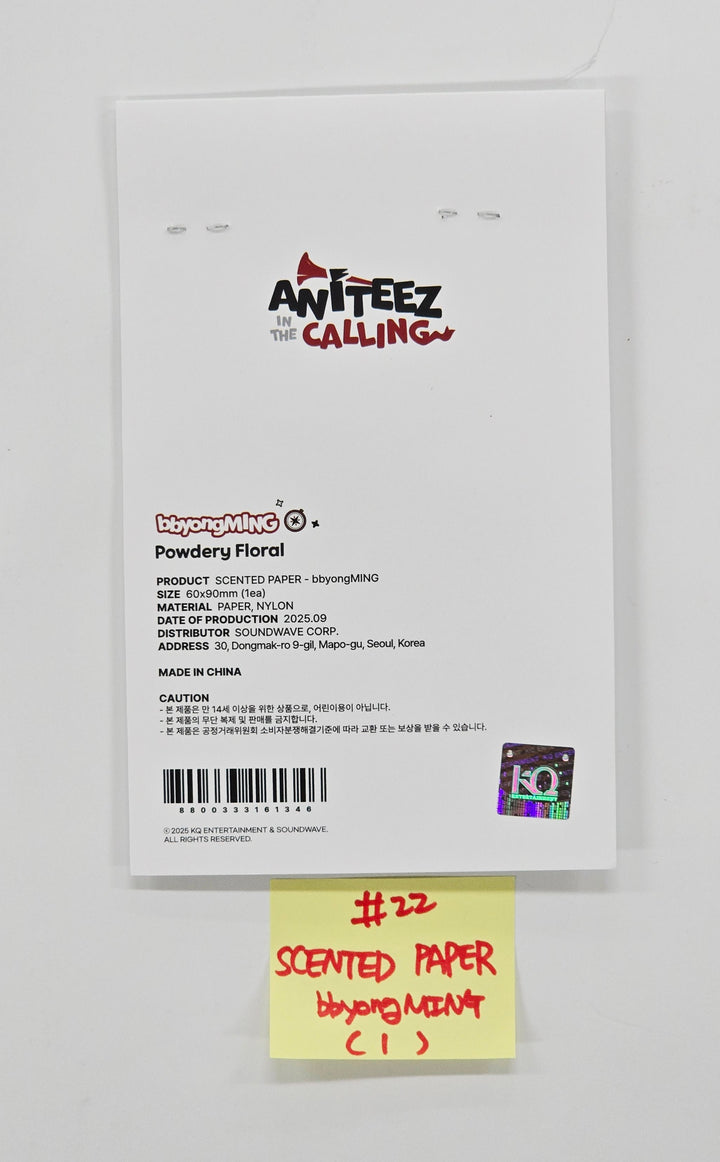 ANITEEZ
IN THE CALLING
bbyongMING
Powdery Floral
PRODUCT SCENTED PAPER - bbyongMING
SIZE 60x90mm (1ea)
MATERIAL PAPER, NYLON
DATE OF PRODUCTION 2025.09
DISTRIBUTOR SOUNDWAVE CORP.
ADDRESS 30, Dongmak-ro 9-gil, Mapo-gu, Seoul, Korea
MADE IN CHINA
CAUTION
- 본 제품은 만 14세 이상을 위한 상품으로, 어린이용이 아닙니다.
- 본 제품의 무단 복제 및 판매를 금지합니다.
- 본 제품은 공정거래위원회 소비자분쟁해결기준에 따라 교환 또는 보상을 받을 수 있습니다.
8800333161346
KQ
ENTERTAINMENT
ⓒ 2025 KQ ENTERTAINMENT & SOUNDWAVE.
ALL RIGHTS RESERVED.
#22
SCENTED PAPER
bbyongMING
( 1 )